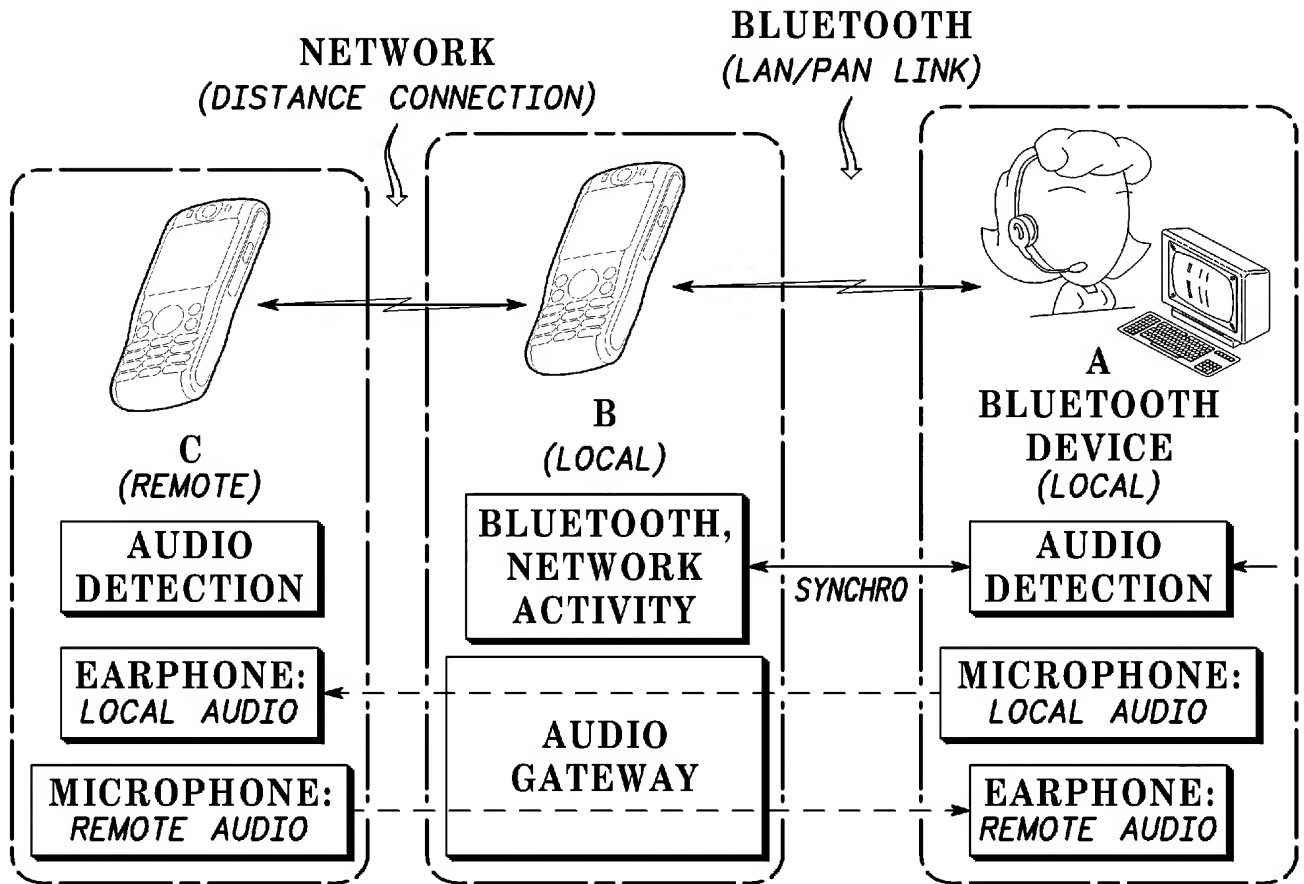 NETWORK
(DISTANCE CONNECTION)
BLUETOOTH
(LAN/PAN LINK)
C
(REMOTE)
AUDIO
DETECTION
EARPHONE:
LOCAL AUDIO
MICROPHONE:
REMOTE AUDIO
B
(LOCAL)
BLUETOOTH,
NETWORK
ACTIVITY
AUDIO
GATEWAY
SYNCHRO
A
BLUETOOTH
DEVICE
(LOCAL)
AUDIO
DETECTION
MICROPHONE:
LOCAL AUDIO
EARPHONE:
REMOTE AUDIO